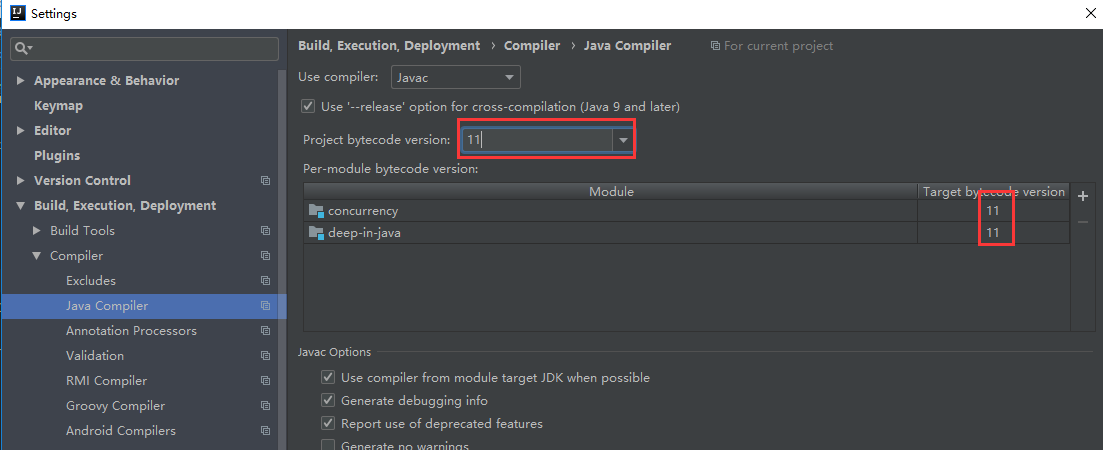 IJ Settings
Build, Execution, Deployment › Compiler › Java Compiler For current project
Appearance & Behavior
Keymap
Editor
Plugins
Version Control
Build, Execution, Deployment
Build Tools
Compiler
Excludes
Java Compiler
Annotation Processors
Validation
RMI Compiler
Groovy Compiler
Android Compilers
Use compiler: Javac
Use '--release' option for cross-compilation (Java 9 and later)
Project bytecode version: 11
Per-module bytecode version:
Module Target bytecode version
concurrency 11
deep-in-java 11
Javac Options
Use compiler from module target JDK when possible
Generate debugging info
Report use of deprecated features
Generate no warnings